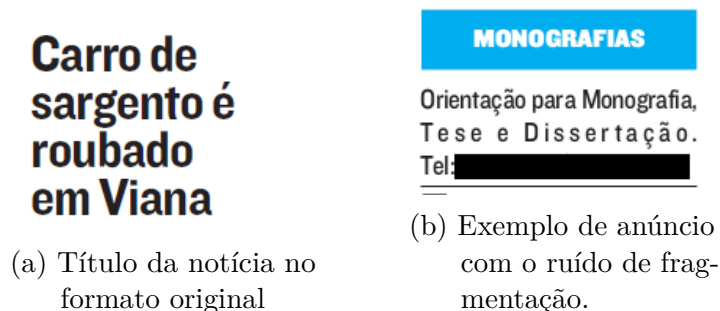 Carro de
sargento é
roubado
em Viana
(a) Título da notícia no
formato original
MONOGRAFIAS
Orientação para Monografia,
Tese e Dissertação.
Tel:
(b) Exemplo de anúncio
com o ruído de frag-
mentação.